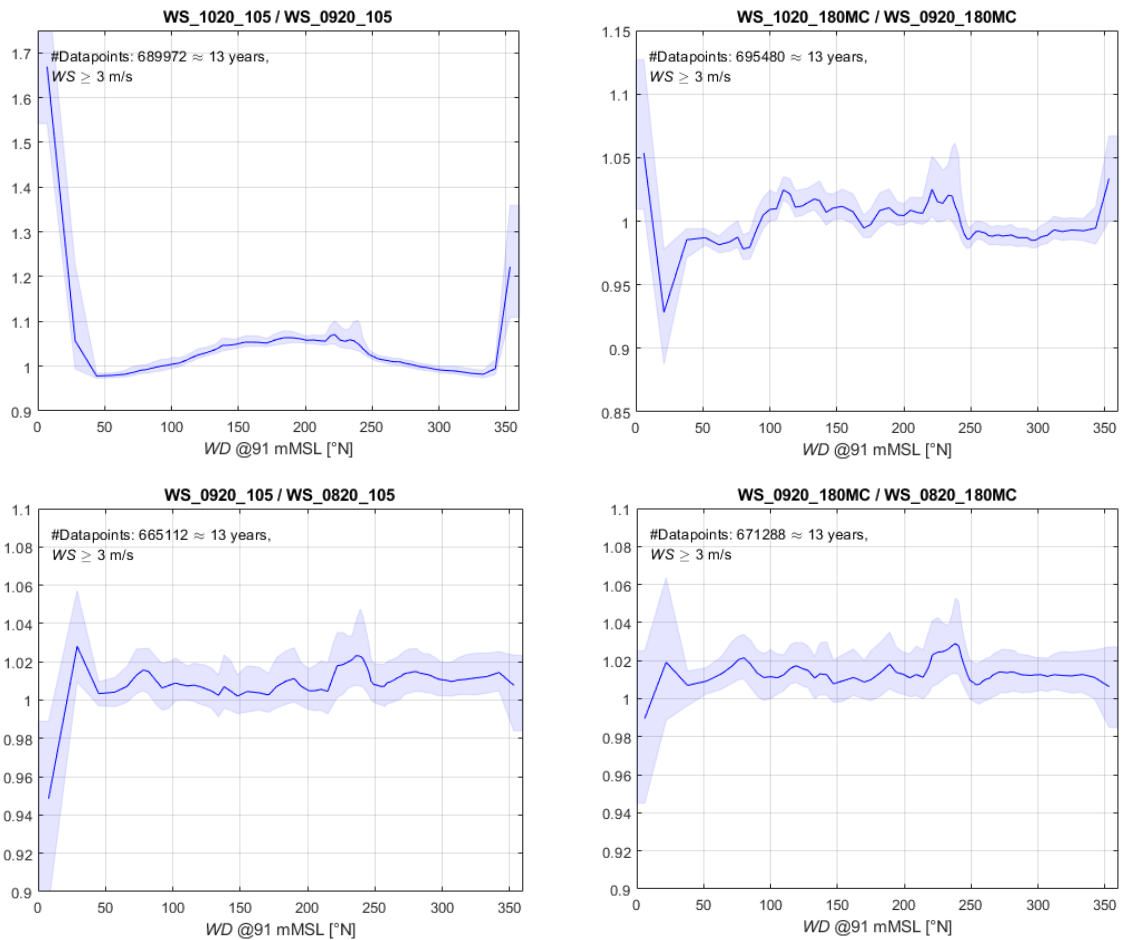 WS_1020_105 / WS_0920_105
#Datapoints: 689972 ≈ 13 years,
WS ≥ 3 m/s
1.7
1.6
1.5
1.4
1.3
1.2
1.1
1
0.9
0 50 100 150 200 250 300 350
WD @91 mMSL [°N]
WS_1020_180MC / WS_0920_180MC
#Datapoints: 695480 ≈ 13 years,
WS ≥ 3 m/s
1.15
1.1
1.05
1
0.95
0.9
0.85
0 50 100 150 200 250 300 350
WD @91 mMSL [°N]
WS_0920_105 / WS_0820_105
#Datapoints: 665112 ≈ 13 years,
WS ≥ 3 m/s
1.1
1.08
1.06
1.04
1.02
1
0.98
0.96
0.94
0.92
0.9
0 50 100 150 200 250 300 350
WD @91 mMSL [°N]
WS_0920_180MC / WS_0820_180MC
#Datapoints: 671288 ≈ 13 years,
WS ≥ 3 m/s
1.1
1.08
1.06
1.04
1.02
1
0.98
0.96
0.94
0.92
0.9
0 50 100 150 200 250 300 350
WD @91 mMSL [°N]